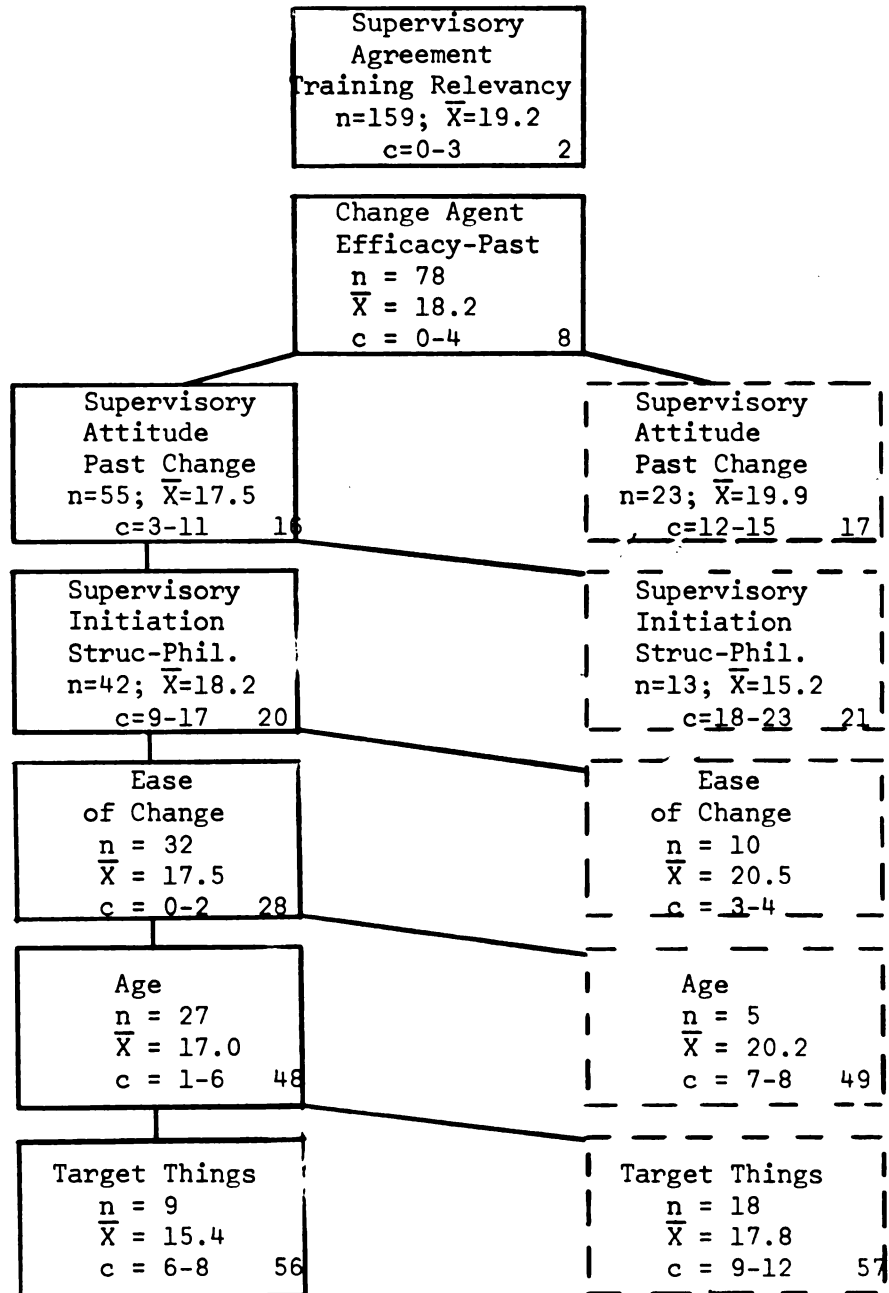 Supervisory
Agreement
Training Relevancy
n=159; X̅=19.2
c=0-3 2
Change Agent
Efficacy-Past
n = 78
X̅ = 18.2
c = 0-4 8
Supervisory
Attitude
Past Change
n=55; X̅=17.5
c=3-11 16
Supervisory
Attitude
Past Change
n=23; X̅=19.9
c=12-15 17
Supervisory
Initiation
Struc-Phil.
n=42; X̅=18.2
c=9-17 20
Supervisory
Initiation
Struc-Phil.
n=13; X̅=15.2
c=18-23 21
Ease
of Change
n = 32
X̅ = 17.5
c = 0-2 28
Ease
of Change
n = 10
X̅ = 20.5
c = 3-4
Age
n = 27
X̅ = 17.0
c = 1-6 48
Age
n = 5
X̅ = 20.2
c = 7-8 49
Target Things
n = 9
X̅ = 15.4
c = 6-8 56
Target Things
n = 18
X̅ = 17.8
c = 9-12 57